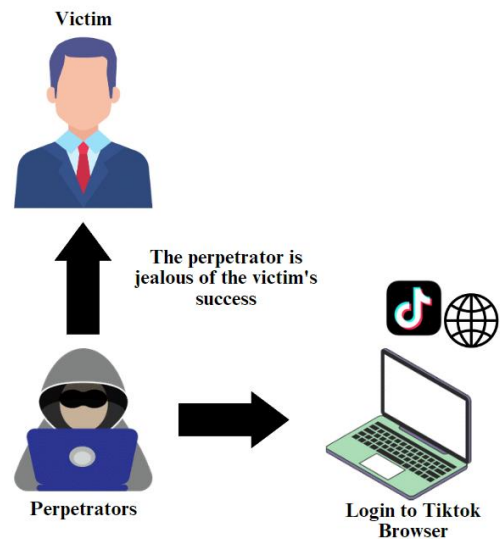 Victim
The perpetrator is
jealous of the victim's
success
Perpetrators
Login to Tiktok
Browser